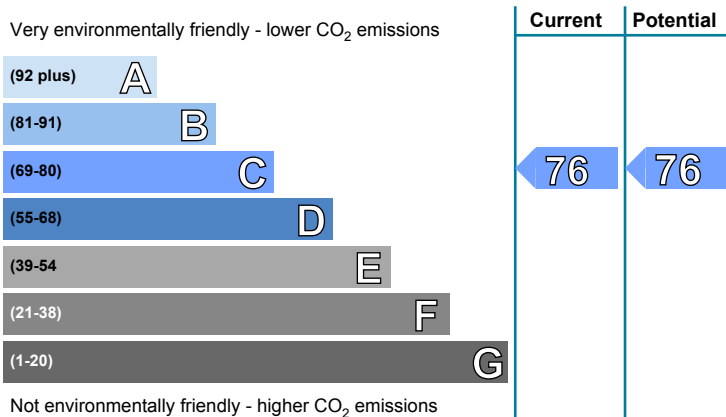 Very environmentally friendly - lower CO2 emissions
Current
Potential
(92 plus) A
(81-91) B
(69-80) C
76
76
(55-68) D
(39-54 E
(21-38) F
(1-20) G
Not environmentally friendly - higher CO2 emissions